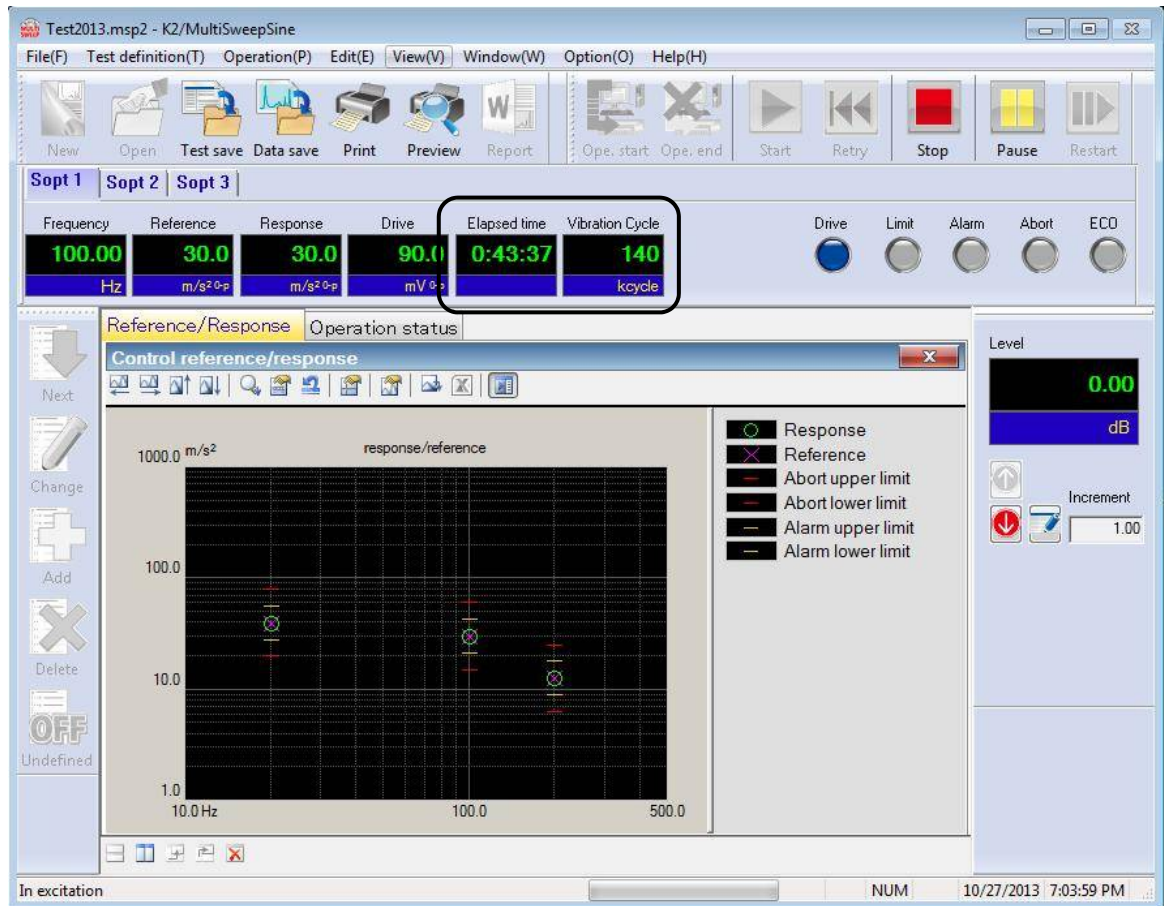 Test2013.msp2 - K2/MultiSweepSine
File(F) Test definition(T) Operation(P) Edit(E) View(V) Window(W) Option(O) Help(H)
New Open Test save Data save Print Preview Report Ope. start Ope. end Start Retry Stop Pause Restart
Sopt 1 Sopt 2 Sopt 3
Frequency Reference Response Drive Elapsed time Vibration Cycle Drive Limit Alarm Abort ECO
100.00 30.0 30.0 90.0 0:43:37 140
Hz m/s² 0-P m/s² 0-P mV 0-P kcycle
Reference/Response Operation status
Control reference/response
Next
Change
Add
Delete
OFF
Undefined
response/reference
1000.0 m/s²
100.0
10.0
1.0
10.0 Hz 100.0 500.0
Response
Reference
Abort upper limit
Abort lower limit
Alarm upper limit
Alarm lower limit
Level
0.00
dB
Increment
1.00
In excitation NUM 10/27/2013 7:03:59 PM